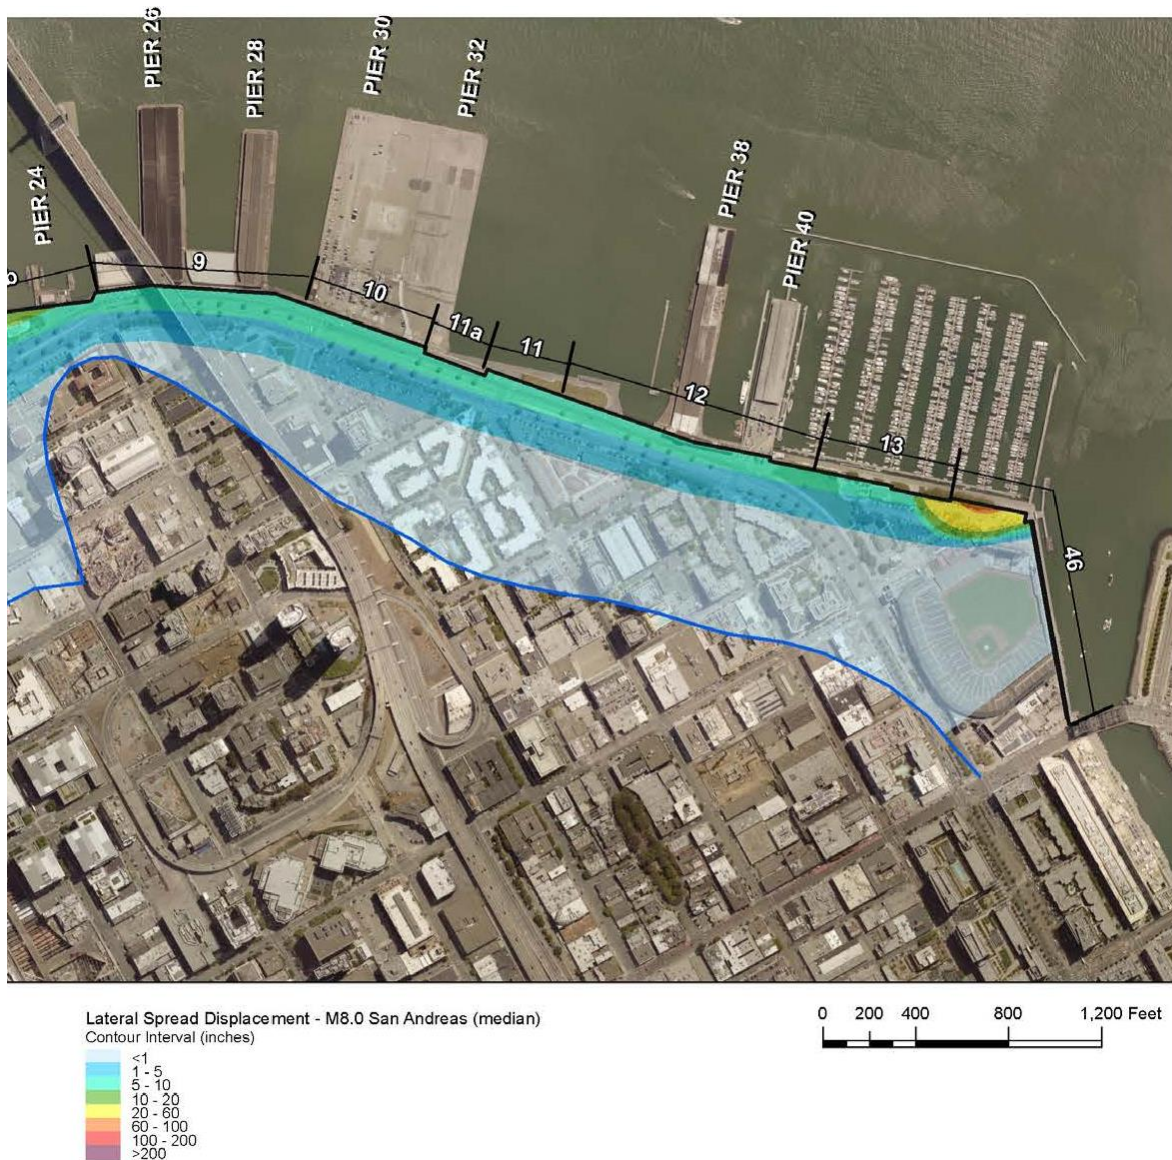 PIER 26
PIER 30
PIER 32
PIER 28
PIER 38
PIER 24
PIER 40
9
10
11a
11
12
13
46
Lateral Spread Displacement - M8.0 San Andreas (median)
Contour Interval (inches)
<1
1 - 5
5 - 10
10 - 20
20 - 60
60 - 100
100 - 200
>200
0 200 400 800 1,200 Feet